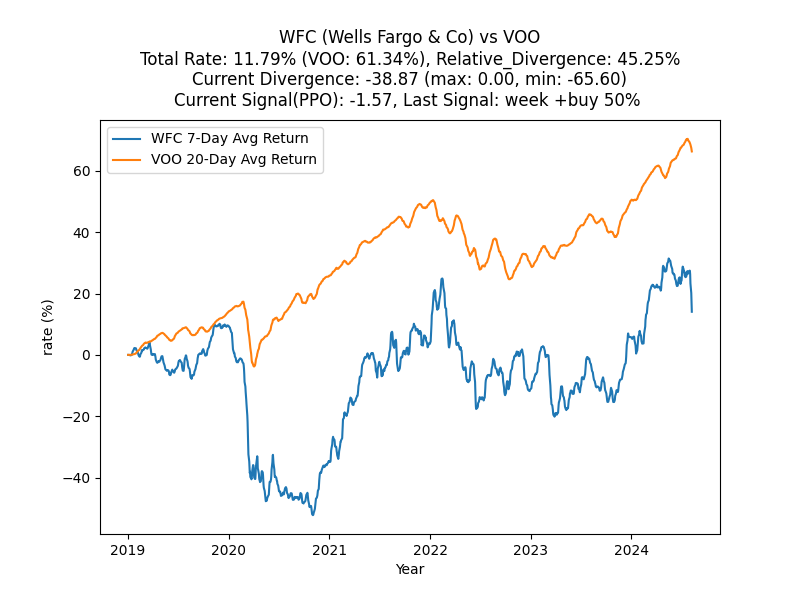 WFC (Wells Fargo & Co) vs VOO
Total Rate: 11.79% (VOO: 61.34%), Relative_Divergence: 45.25%
Current Divergence: -38.87 (max: 0.00, min: -65.60)
Current Signal(PPO): -1.57, Last Signal: week +buy 50%
WFC 7-Day Avg Return
VOO 20-Day Avg Return
rate (%)
60
40
20
0
−20
−40
2019
2020
2021
2022
2023
2024
Year